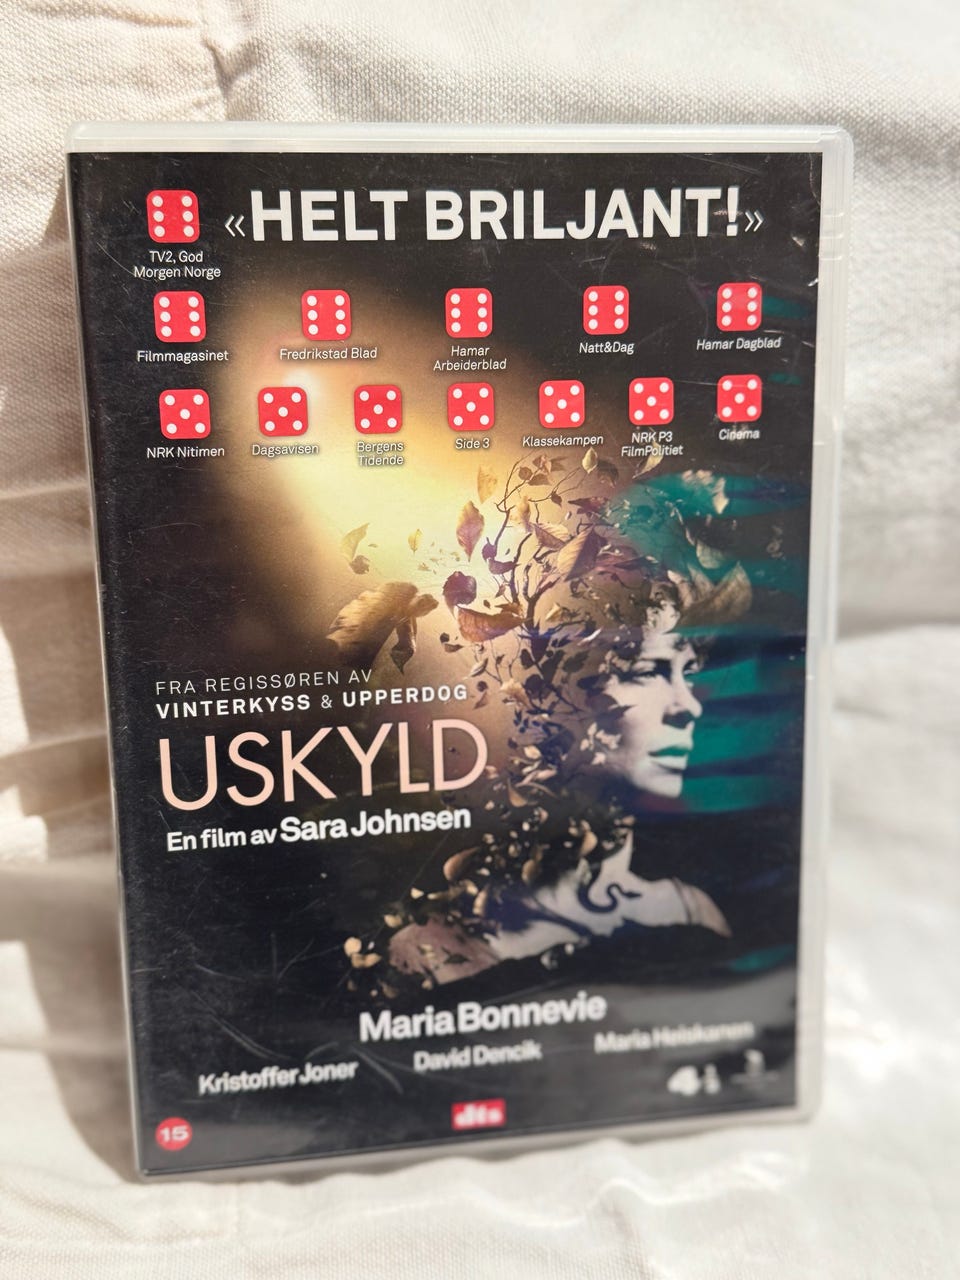 «HELT BRILJANT!»
TV2, God
Morgen Norge
Filmmagasinet
Fredrikstad Blad
Hamar
Arbeiderblad
Natt&Dag
Hamar Dagblad
NRK Nitimen
Dagsavisen
Bergens
Tidende
Side 3
Klassekampen
NRK P3
FilmPolitiet
Cinema
FRA REGISSØREN AV
VINTERKYSS & UPPERDOG
USKYLD
En film av Sara Johnsen
Maria Bonnevie
Kristoffer Joner
David Dencik
Maria Heiskanen
dts
15